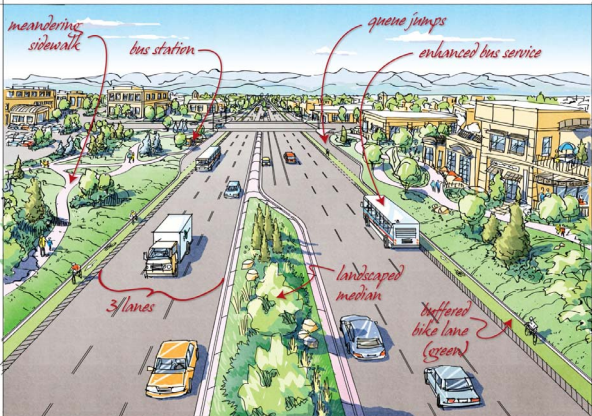 meandering
sidewalk
bus station
queue jumps
enhanced bus service
3 lanes
landscaped
median
buffered
bike lane
(green)